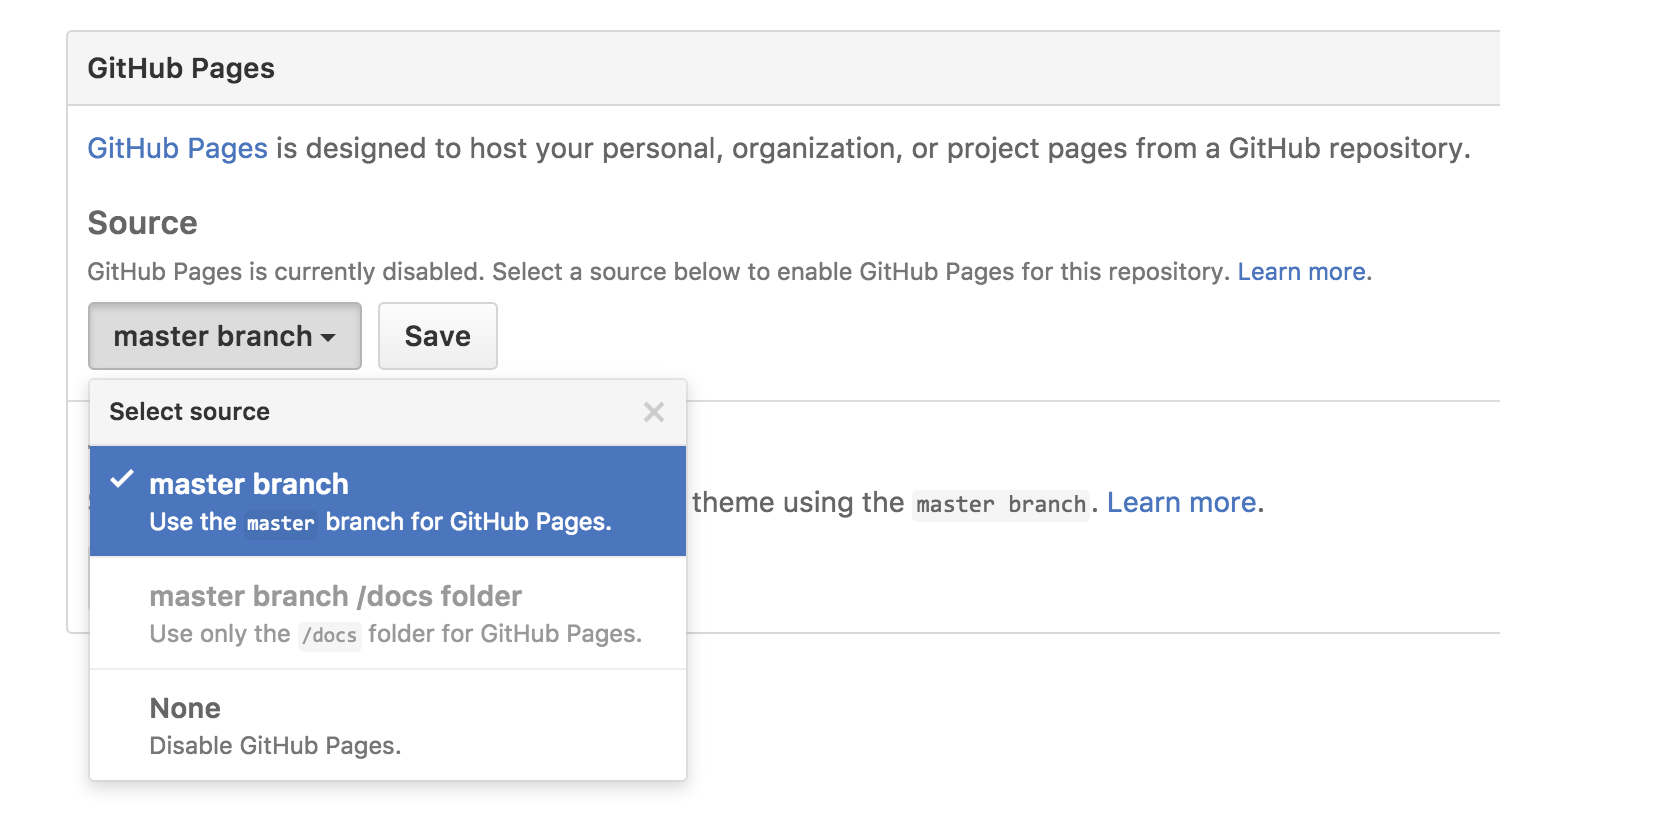 GitHub Pages
GitHub Pages is designed to host your personal, organization, or project pages from a GitHub repository.
Source
GitHub Pages is currently disabled. Select a source below to enable GitHub Pages for this repository. Learn more.
master branch Save
Select source
master branch
Use the master branch for GitHub Pages.
theme using the master branch. Learn more.
master branch /docs folder
Use only the /docs folder for GitHub Pages.
None
Disable GitHub Pages.